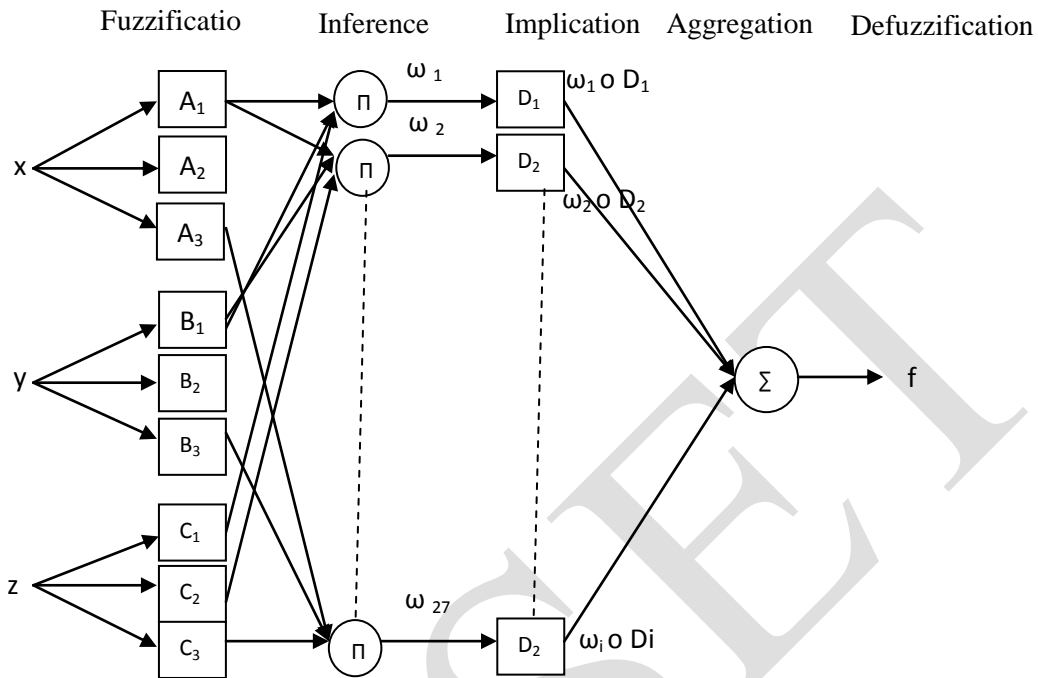 Fuzzificatio Inference Implication Aggregation Defuzzification
ω 1
ω1 o D1
A1
Π
D1
ω 2
x
A2
Π
D2
ω2 o D2
A3
B1
y
B2
Σ
f
B3
C1
z
C2
ω 27
C3
Π
D2
ωi o Di
SET